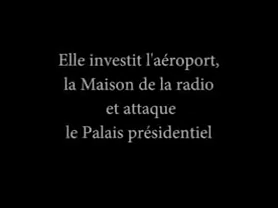 Elle investit l'aéroport,
la Maison de la radio
et attaque
le Palais présidentiel